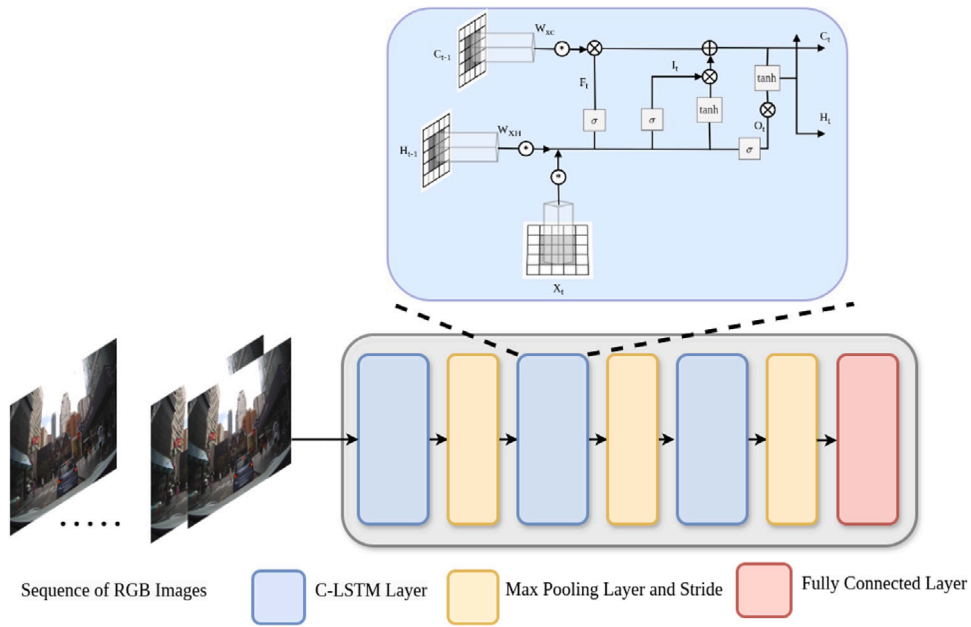 W_xc
C_t-1
C_t
I_t
F_t
tanh
tanh
σ
σ
O_t
H_t
W_XH
H_t-1
σ
X_t
Sequence of RGB Images
C-LSTM Layer
Max Pooling Layer and Stride
Fully Connected Layer